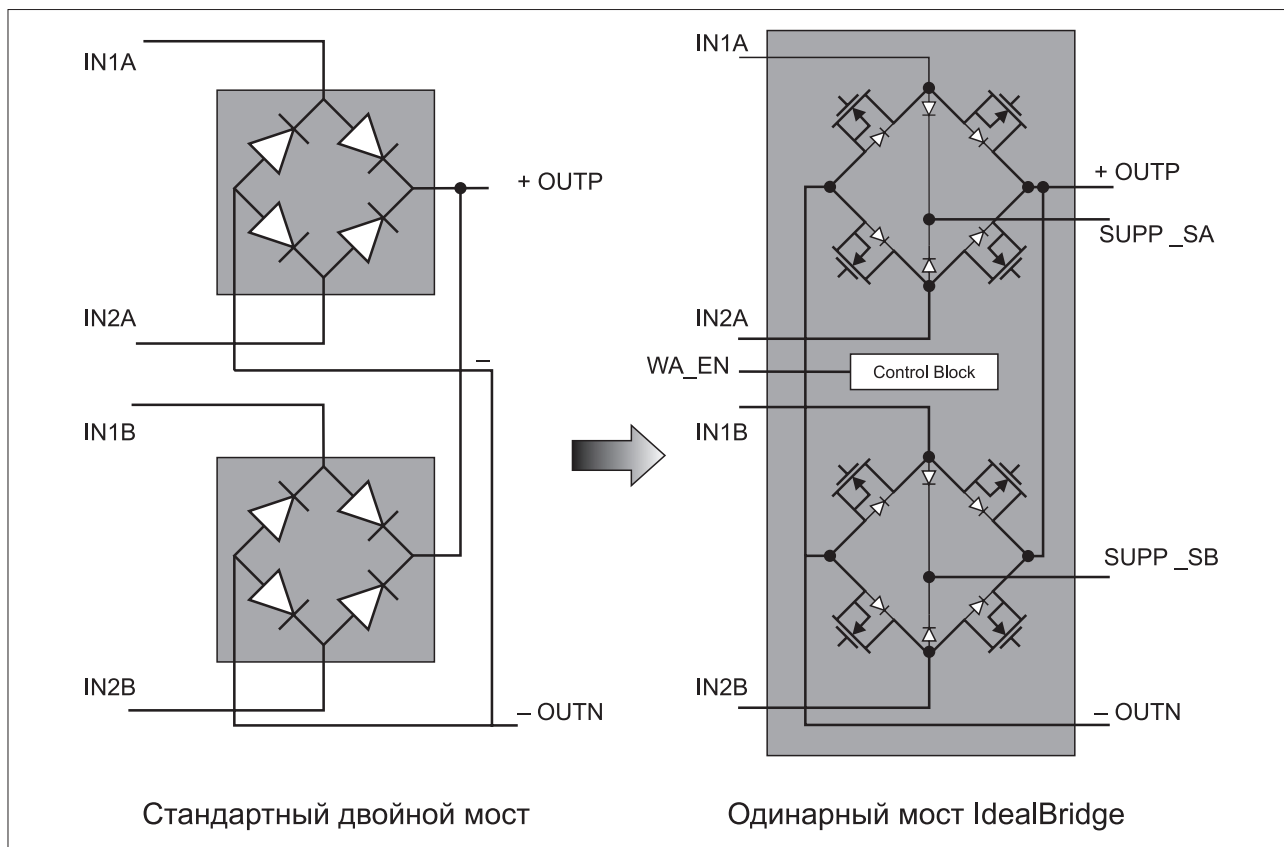 IN1A
+ OUTP
IN2A
–
IN1B
IN2B
– OUTN
Стандартный двойной мост
IN1A
+ OUTP
SUPP _SA
IN2A
WA_EN
Control Block
IN1B
SUPP _SB
IN2B
– OUTN
Одинарный мост IdealBridge